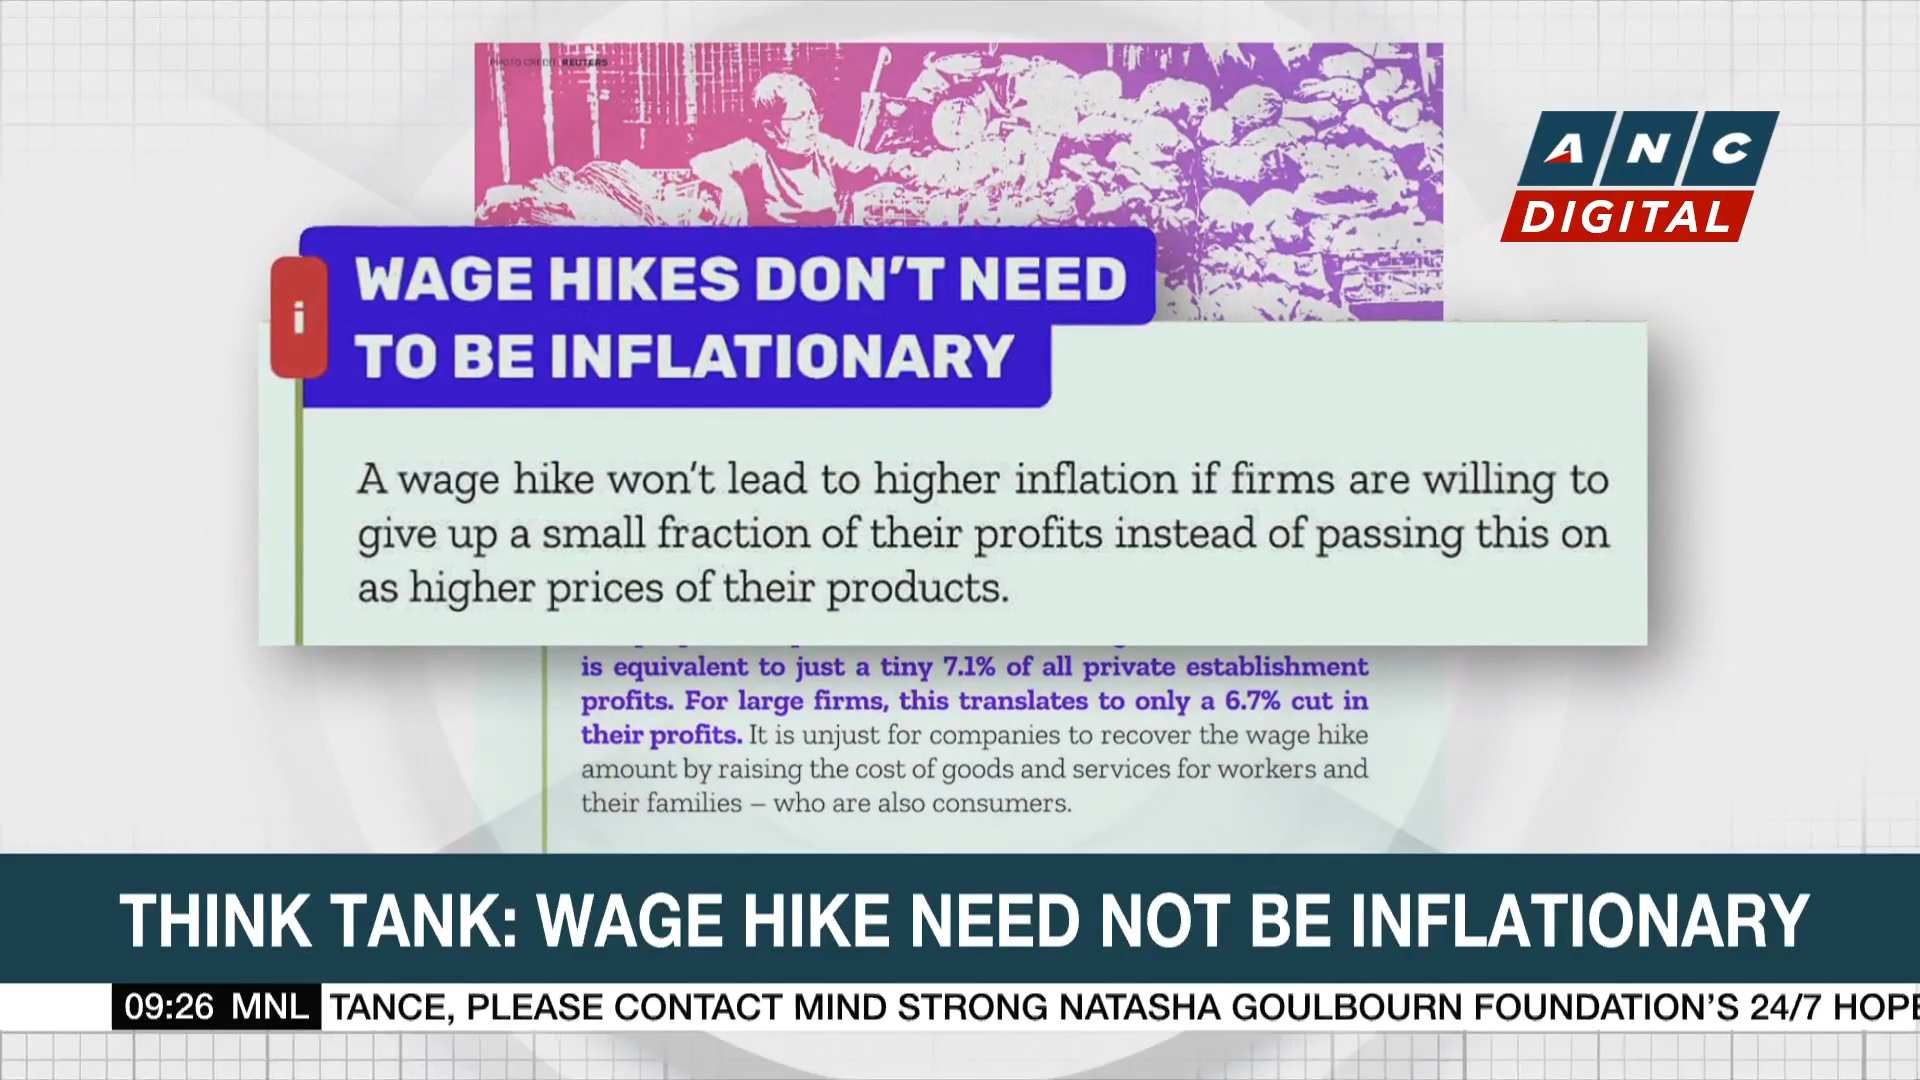 PHOTO CREDIT: REUTERS
ANC
DIGITAL
i
WAGE HIKES DON'T NEED
TO BE INFLATIONARY
A wage hike won't lead to higher inflation if firms are willing to
give up a small fraction of their profits instead of passing this on
as higher prices of their products.
is equivalent to just a tiny 7.1% of all private establishment
profits. For large firms, this translates to only a 6.7% cut in
their profits. It is unjust for companies to recover the wage hike
amount by raising the cost of goods and services for workers and
their families – who are also consumers.
THINK TANK: WAGE HIKE NEED NOT BE INFLATIONARY
09:26 MNL TANCE, PLEASE CONTACT MIND STRONG NATASHA GOULBOURN FOUNDATION'S 24/7 HOPE